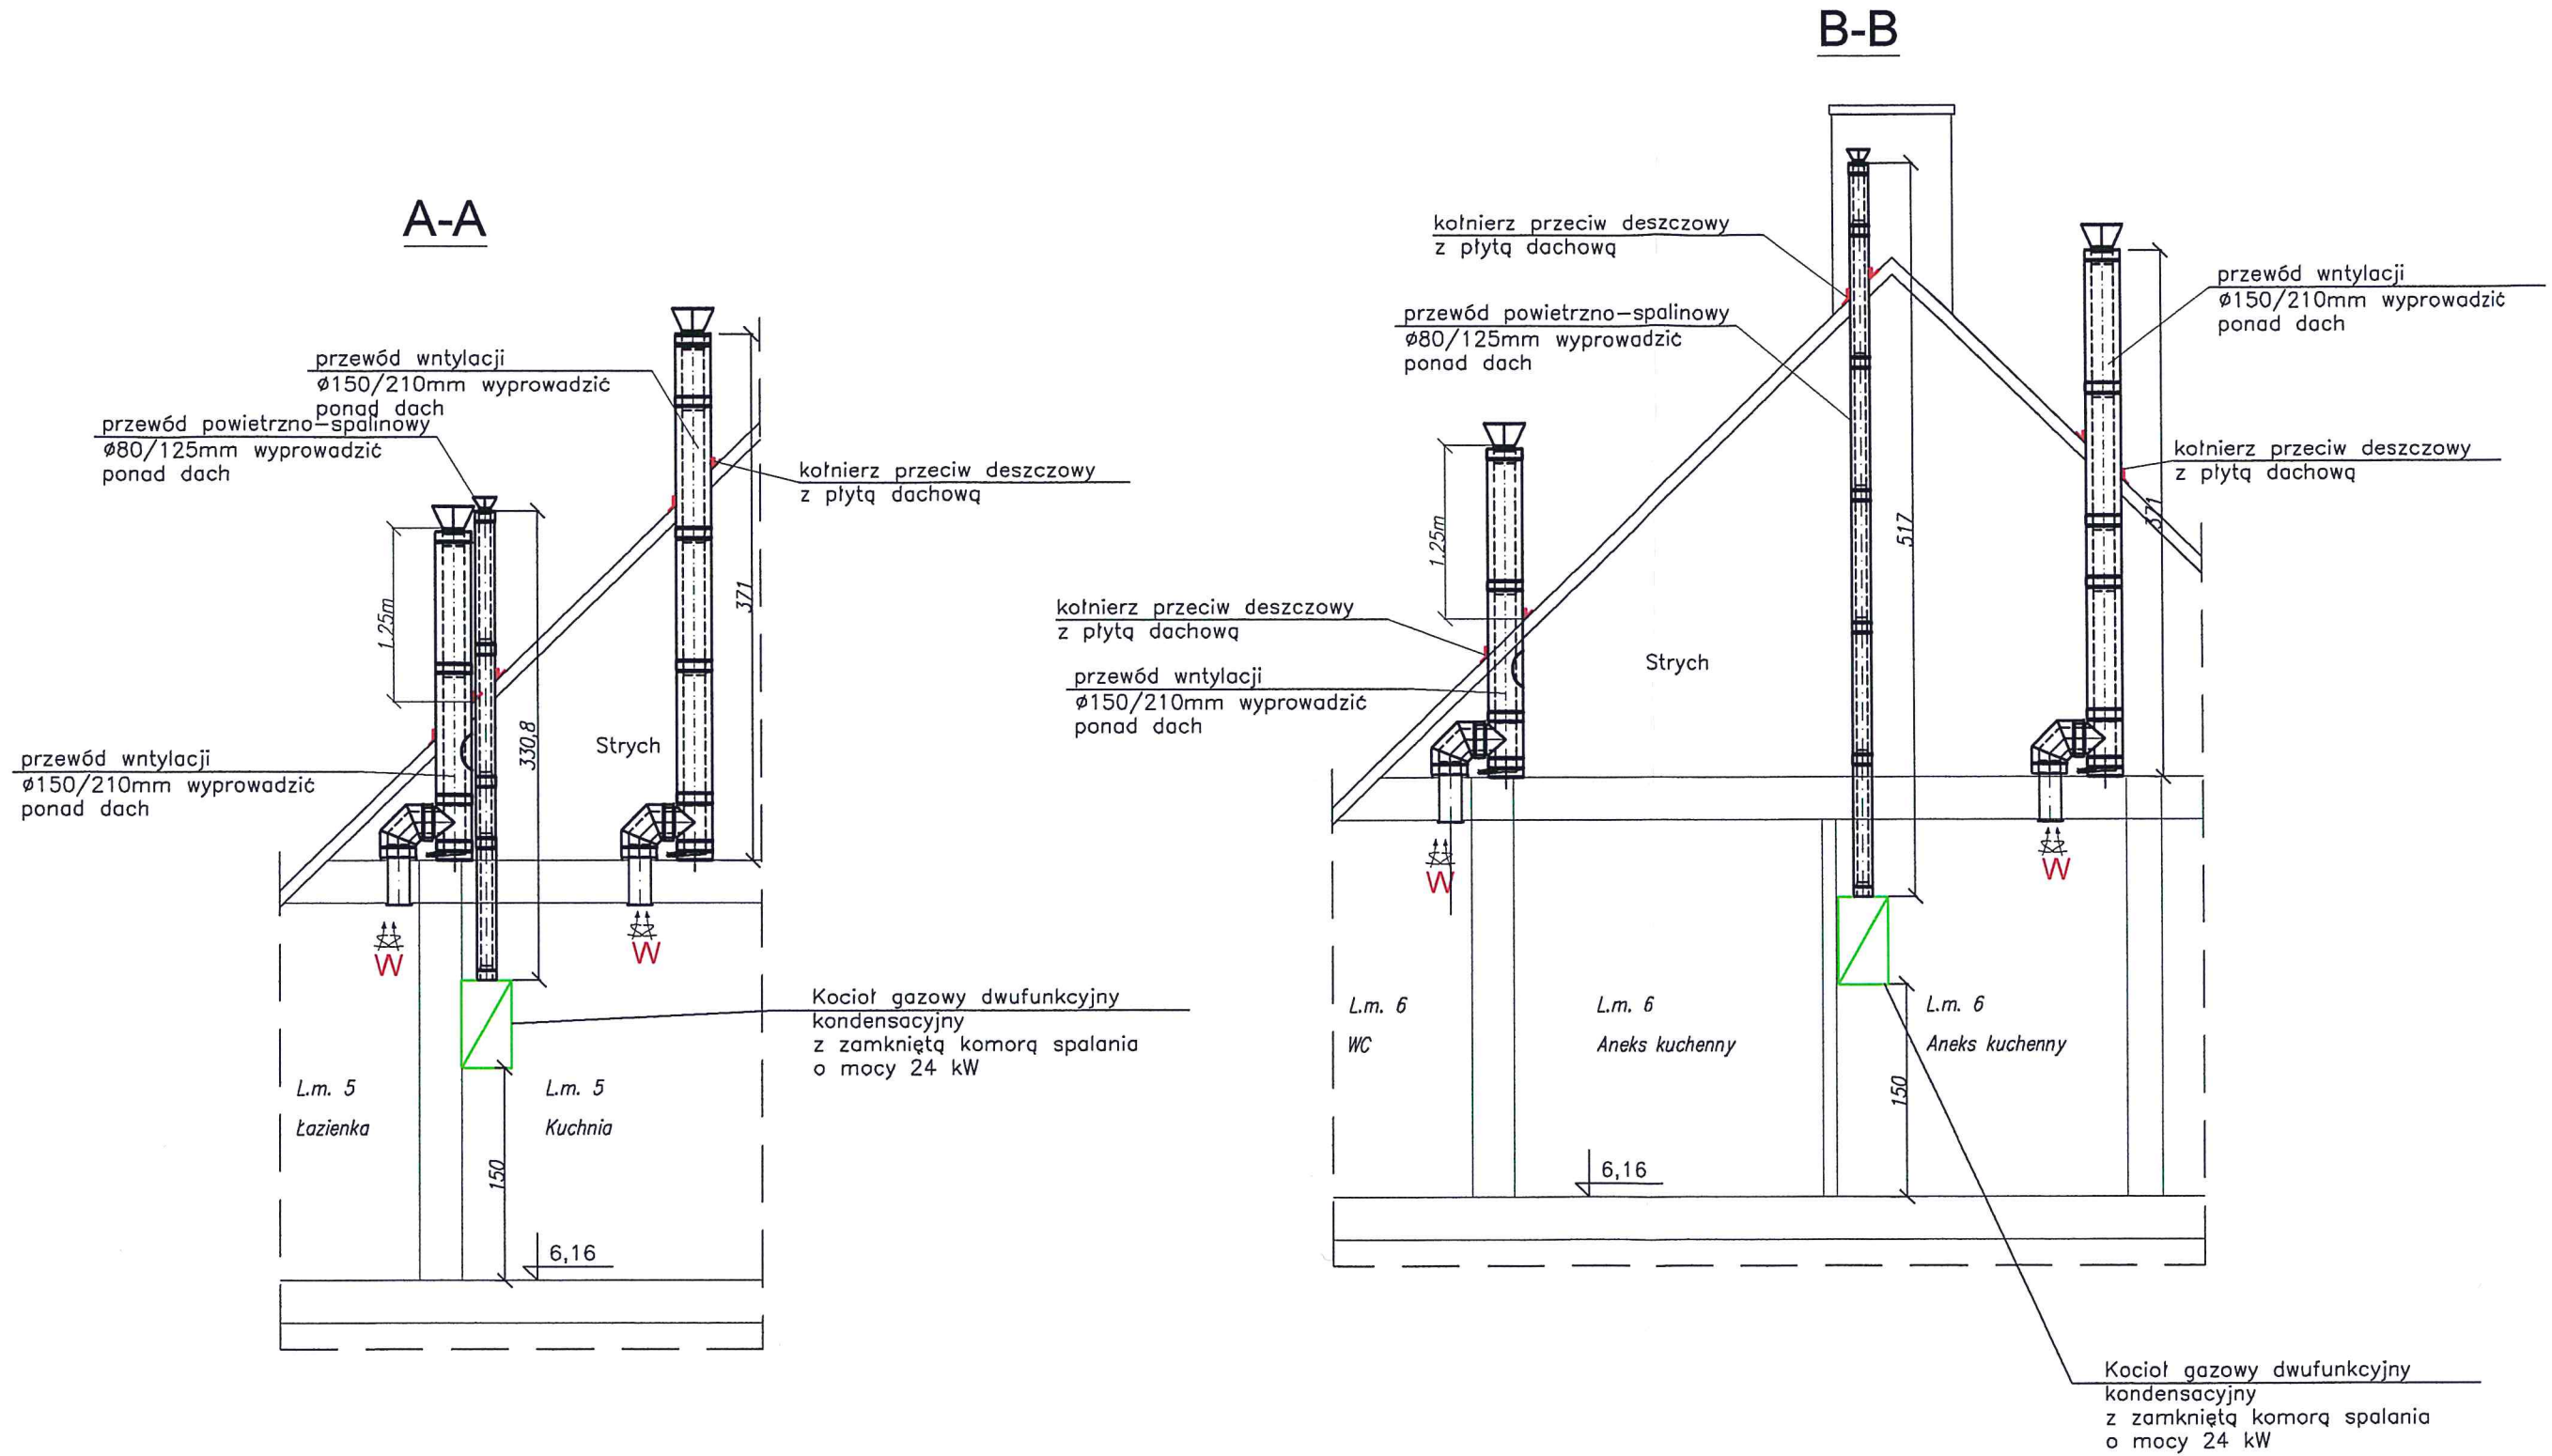 A-A
przewód wntylacji
ø150/210mm wyprowadzić
ponad dach
przewód powietrzno-spalinowy
ø80/125mm wyprowadzić
ponad dach
kołnierz przeciw deszczowy
z płytą dachową
1.25m
371
330,8
Strych
przewód wntylacji
ø150/210mm wyprowadzić
ponad dach
W
W
Kocioł gazowy dwufunkcyjny
kondensacyjny
z zamkniętą komorą spalania
o mocy 24 kW
L.m. 5
Łazienka
L.m. 5
Kuchnia
150
6,16
B-B
kołnierz przeciw deszczowy
z płytą dachową
przewód powietrzno-spalinowy
ø80/125mm wyprowadzić
ponad dach
przewód wntylacji
ø150/210mm wyprowadzić
ponad dach
kołnierz przeciw deszczowy
z płytą dachową
1.25m
517
371
kołnierz przeciw deszczowy
z płytą dachową
przewód wntylacji
ø150/210mm wyprowadzić
ponad dach
Strych
W
W
L.m. 6
WC
L.m. 6
Aneks kuchenny
L.m. 6
Aneks kuchenny
150
6,16
Kocioł gazowy dwufunkcyjny
kondensacyjny
z zamkniętą komorą spalania
o mocy 24 kW